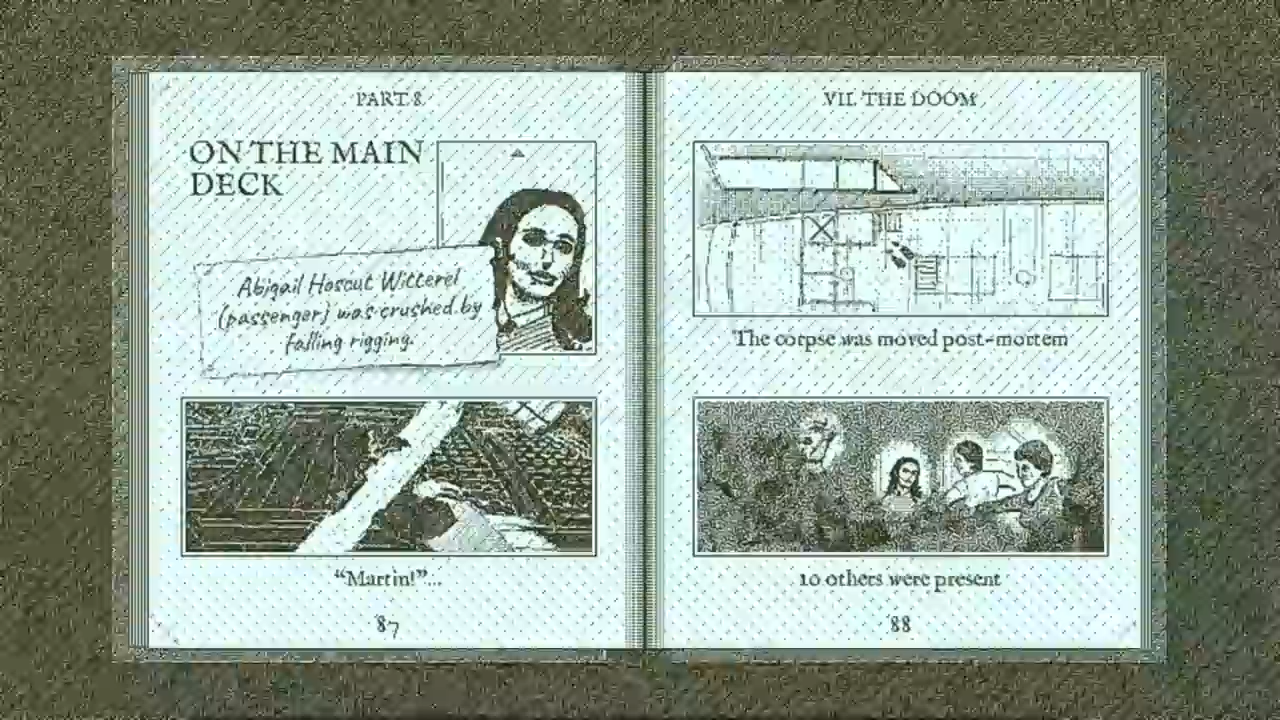 PART 8
ON THE MAIN
DECK
Abigail Hoscut Witterel
(passenger) was crushed by
falling rigging.
"Martin!"...
87
VII. THE DOOM
The corpse was moved post-mortem
10 others were present
88